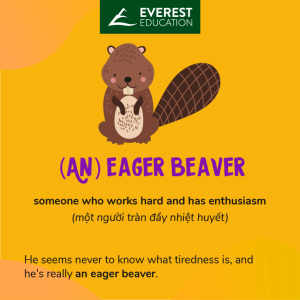 EVEREST
EDUCATION
(AN) EAGER BEAVER
someone who works hard and has enthusiasm
(một người tràn đầy nhiệt huyết)
He seems never to know what tiredness is, and
he's really an eager beaver.